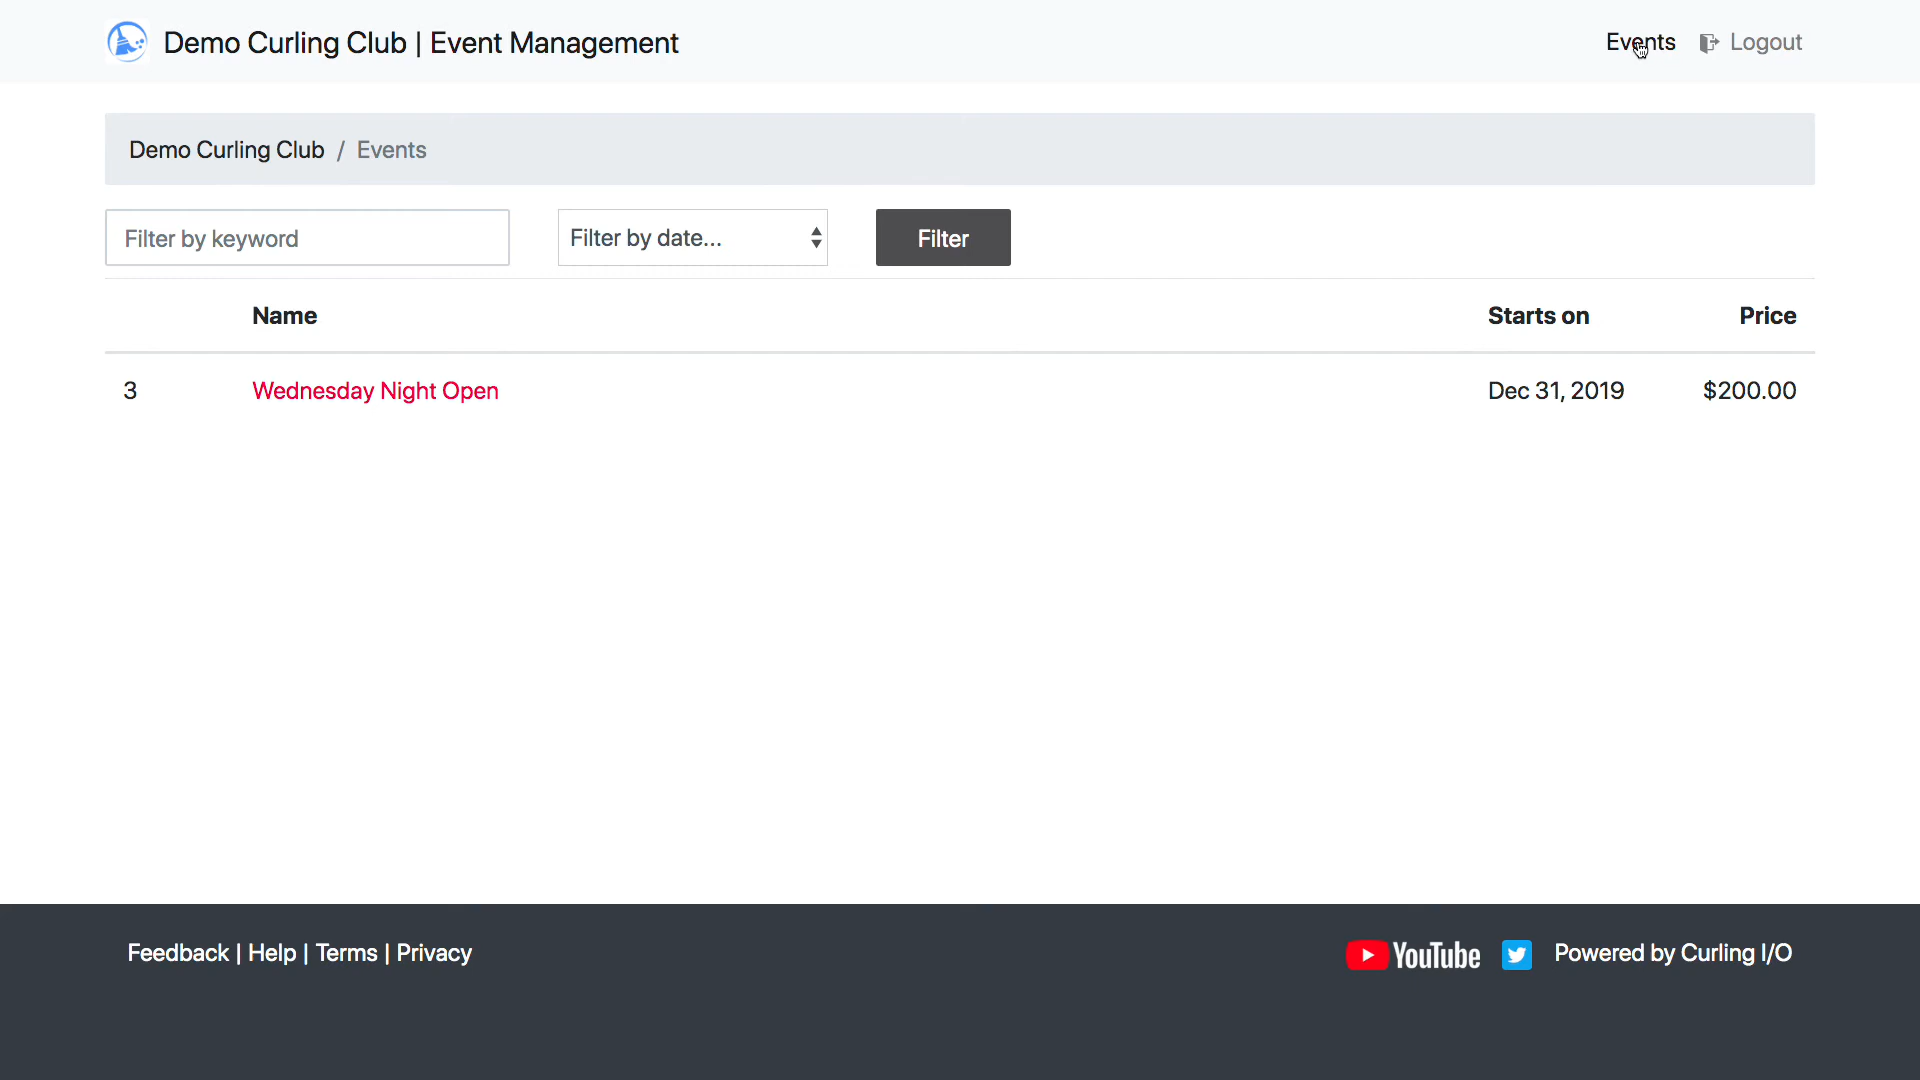 Demo Curling Club | Event Management
Events Logout
Demo Curling Club / Events
Filter by keyword Filter by date... Filter
Name Starts on Price
3 Wednesday Night Open Dec 31, 2019 $200.00
Feedback | Help | Terms | Privacy YouTube Powered by Curling I/O